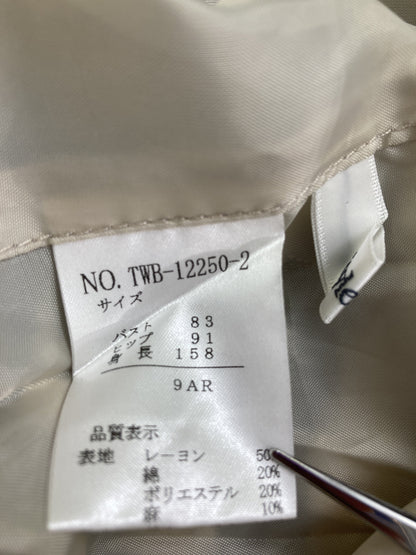 NO. TWB-12250-2
サイズ
バスト 83
ヒップ 91
身長 158
9AR
品質表示
表地 レーヨン 50
綿 20%
ポリエステル 20%
麻 10%